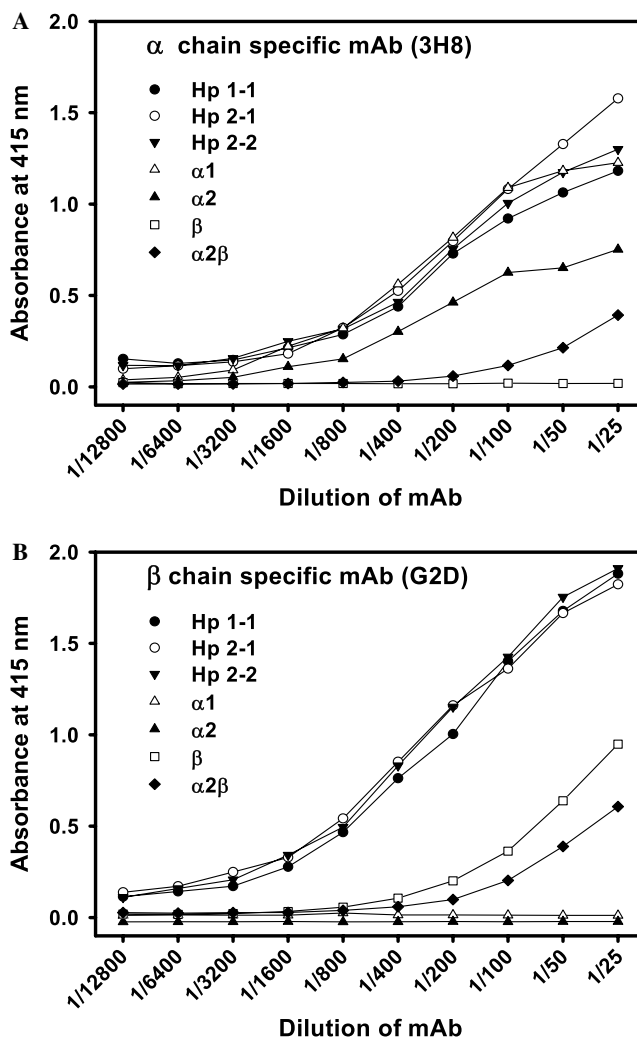 A
α chain specific mAb (3H8)
Hp 1-1
Hp 2-1
Hp 2-2
α1
α2
β
α2β
Absorbance at 415 nm
2.0
1.5
1.0
0.5
0.0
1/12800
1/6400
1/3200
1/1600
1/800
1/400
1/200
1/100
1/50
1/25
Dilution of mAb
B
β chain specific mAb (G2D)
Hp 1-1
Hp 2-1
Hp 2-2
α1
α2
β
α2β
Absorbance at 415 nm
2.0
1.5
1.0
0.5
0.0
1/12800
1/6400
1/3200
1/1600
1/800
1/400
1/200
1/100
1/50
1/25
Dilution of mAb